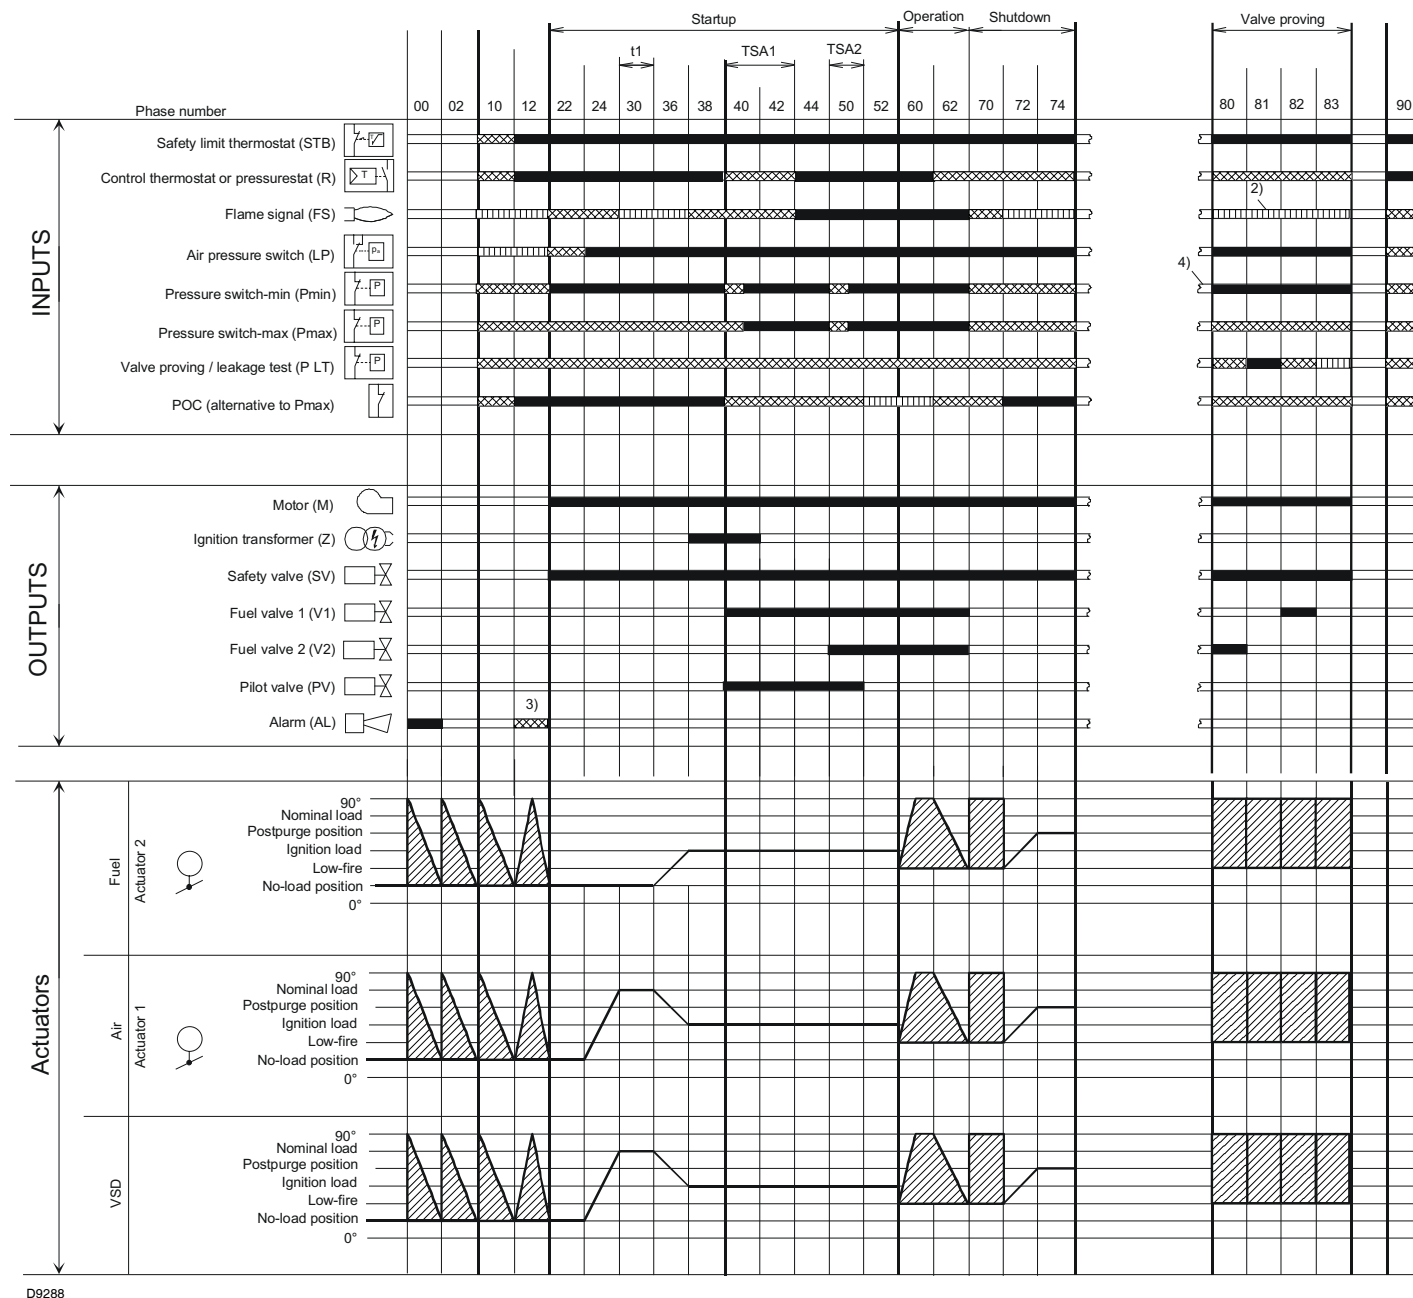 Startup Operation Shutdown Valve proving
t1 TSA1 TSA2
Phase number 00 02 10 12 22 24 30 36 38 40 42 44 50 52 60 62 70 72 74 80 81 82 83 90
INPUTS
Safety limit thermostat (STB)
Control thermostat or pressurestat (R) T
2)
Flame signal (FS)
Air pressure switch (LP)
4)
Pressure switch-min (Pmin) P
Pressure switch-max (Pmax) P
Valve proving / leakage test (P LT) P
POC (alternative to Pmax)
OUTPUTS
Motor (M)
Ignition transformer (Z)
Safety valve (SV)
Fuel valve 1 (V1)
Fuel valve 2 (V2)
Pilot valve (PV)
3)
Alarm (AL)
Actuators
Fuel
Actuator 2
90°
Nominal load
Postpurge position
Ignition load
Low-fire
No-load position
0°
Air
Actuator 1
90°
Nominal load
Postpurge position
Ignition load
Low-fire
No-load position
0°
VSD
90°
Nominal load
Postpurge position
Ignition load
Low-fire
No-load position
0°
D9288